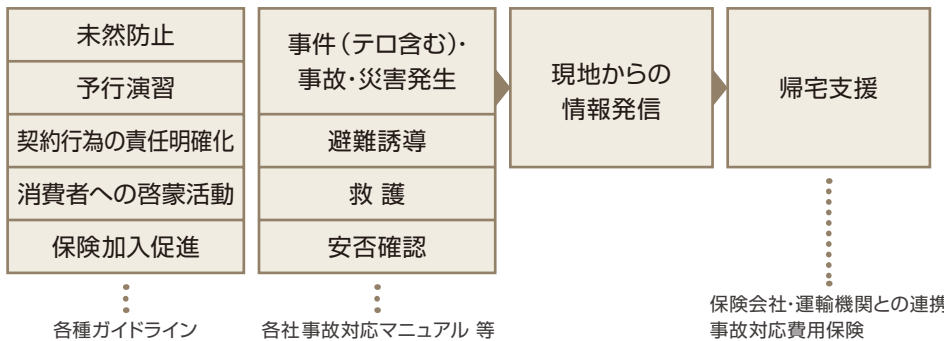 未然防止
予行演習
契約行為の責任明確化
消費者への啓蒙活動
保険加入促進
各種ガイドライン
事件（テロ含む）・
事故・災害発生
避難誘導
救 護
安否確認
各社事故対応マニュアル 等
現地からの
情報発信
帰宅支援
保険会社・運輸機関との連携
事故対応費用保険